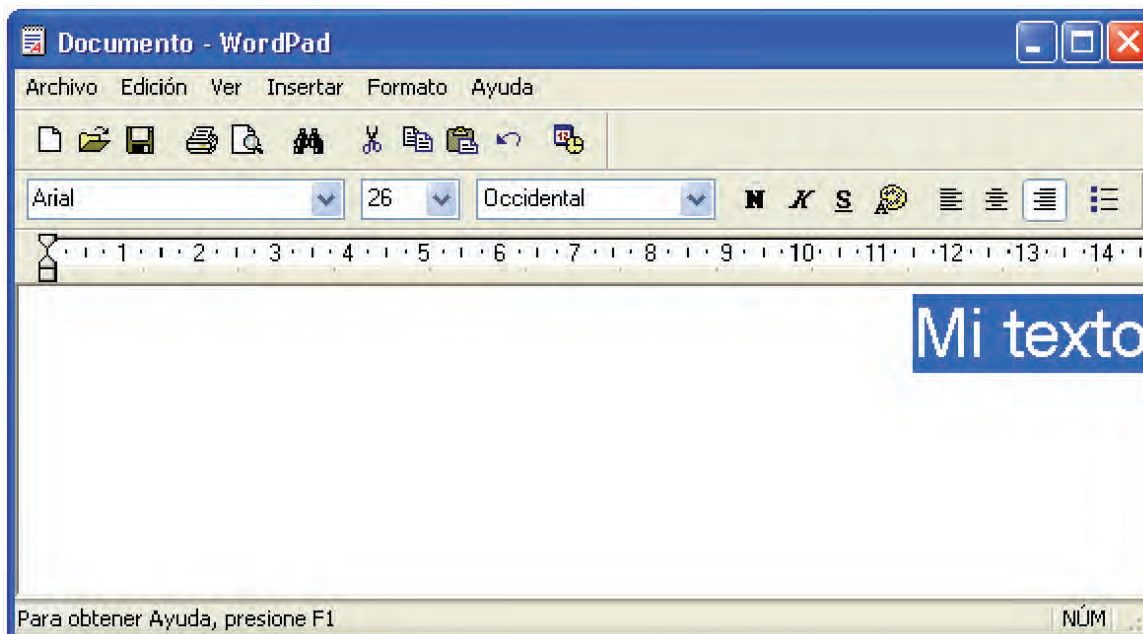 Documento - WordPad
Archivo Edición Ver Insertar Formato Ayuda
Arial 26 Occidental N K S
1 2 3 4 5 6 7 8 9 10 11 12 13 14
Mi texto
Para obtener Ayuda, presione F1 NÚM